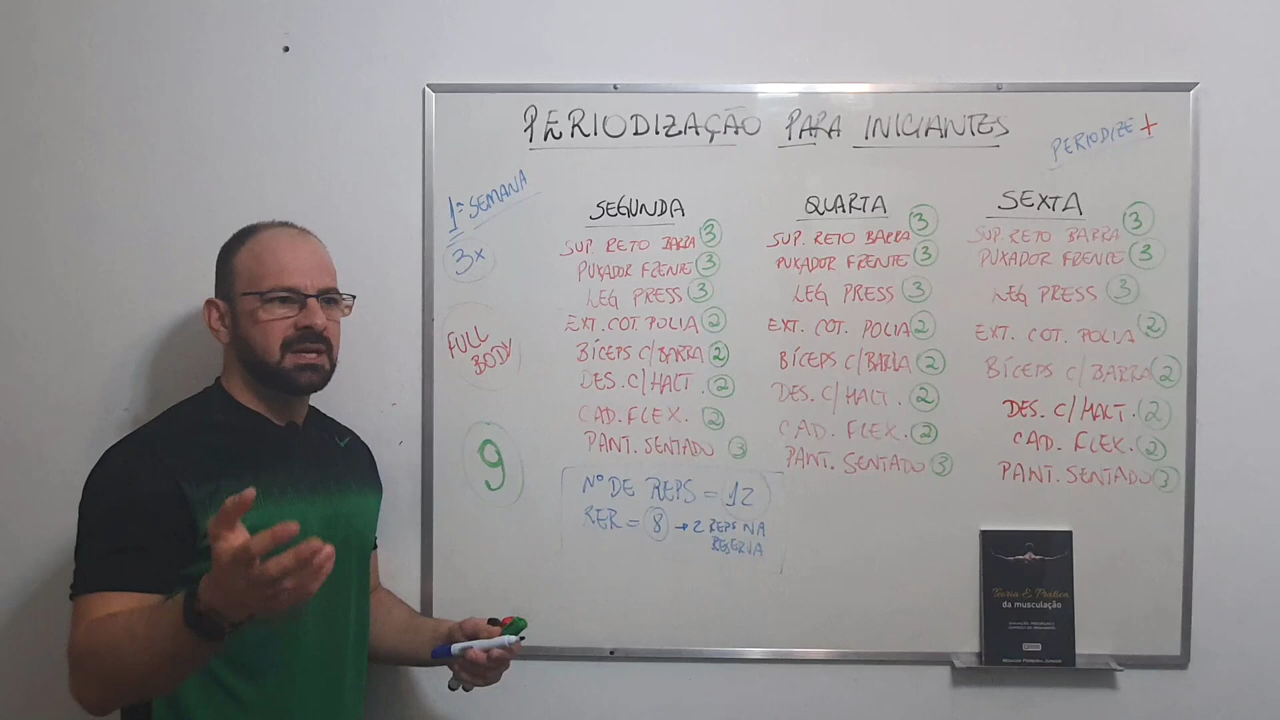 PERIODIZAÇÃO PARA INICIANTES
PERIODIZE +
1ª SEMANA
3x
FULL BODY
9
SEGUNDA
SUP. RETO BARRA 3
PUXADOR FRENTE 3
LEG PRESS 3
EXT. COT. POLIA 2
BÍCEPS C/BARRA 2
DES. C/HALT. 2
CAD. FLEX. 2
PANT. SENTADO 3
QUARTA
SUP. RETO BARRA 3
PUXADOR FRENTE 3
LEG PRESS 3
EXT. COT. POLIA 2
BÍCEPS C/BARRA 2
DES. C/HALT. 2
CAD. FLEX. 2
PANT. SENTADO 3
SEXTA
SUP. RETO BARRA 3
PUXADOR FRENTE 3
LEG PRESS 3
EXT. COT. POLIA 2
BÍCEPS C/BARRA 2
DES. C/HALT. 2
CAD. FLEX. 2
PANT. SENTADO 3
Nº DE REPS = 12
RER = 8 → 2 REPS NA
RESERVA
Teoria & Prática
da musculação